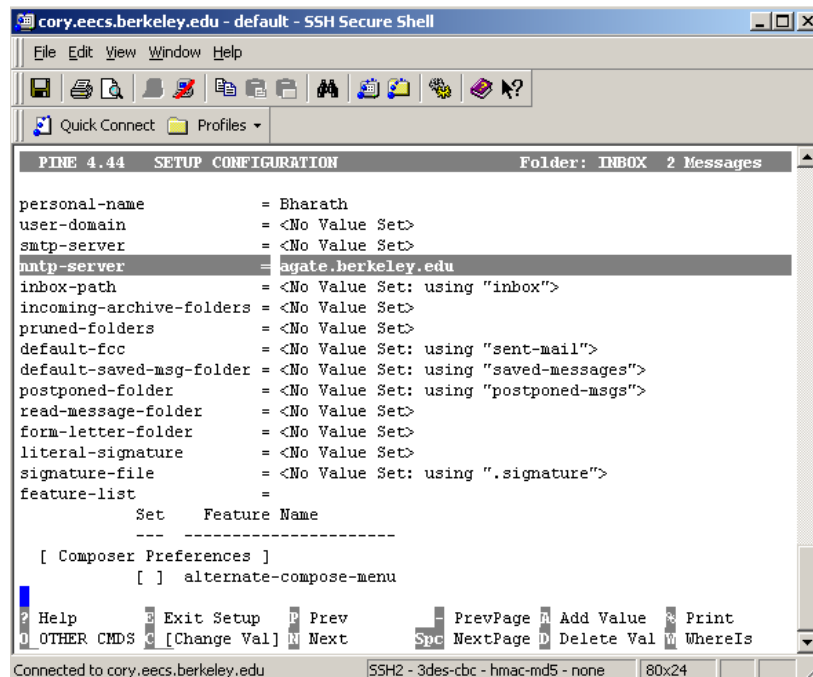 cory.eecs.berkeley.edu - default - SSH Secure Shell
File Edit View Window Help
Quick Connect Profiles
PINE 4.44 SETUP CONFIGURATION Folder: INBOX 2 Messages
personal-name = Bharath
user-domain = <No Value Set>
smtp-server = <No Value Set>
nntp-server = agate.berkeley.edu
inbox-path = <No Value Set: using "inbox">
incoming-archive-folders = <No Value Set>
pruned-folders = <No Value Set>
default-fcc = <No Value Set: using "sent-mail">
default-saved-msg-folder = <No Value Set: using "saved-messages">
postponed-folder = <No Value Set: using "postponed-msgs">
read-message-folder = <No Value Set>
form-letter-folder = <No Value Set>
literal-signature = <No Value Set>
signature-file = <No Value Set: using ".signature">
feature-list =
Set Feature Name
--- ----------------------
[ Composer Preferences ]
[ ] alternate-compose-menu
? Help E Exit Setup P Prev - PrevPage A Add Value % Print
O OTHER CMDS C [Change Val] N Next Spc NextPage D Delete Val W WhereIs
Connected to cory.eecs.berkeley.edu SSH2 - 3des-cbc - hmac-md5 - none 80x24